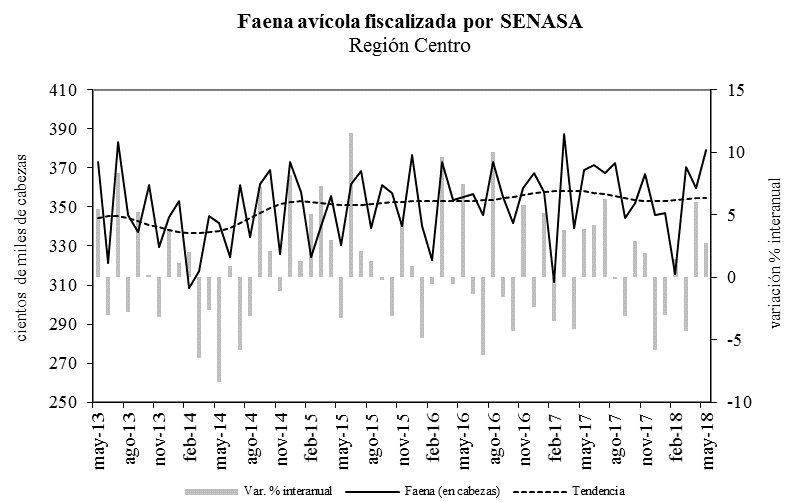 Faena avícola fiscalizada por SENASA
Región Centro
cientos de miles de cabezas
410
390
370
350
330
310
290
270
250
variación % interanual
15
10
5
0
-5
-10
may-13
ago-13
nov-13
feb-14
may-14
ago-14
nov-14
feb-15
may-15
ago-15
nov-15
feb-16
may-16
ago-16
nov-16
feb-17
may-17
ago-17
nov-17
feb-18
may-18
Var. % interanual
Faena (en cabezas)
Tendencia